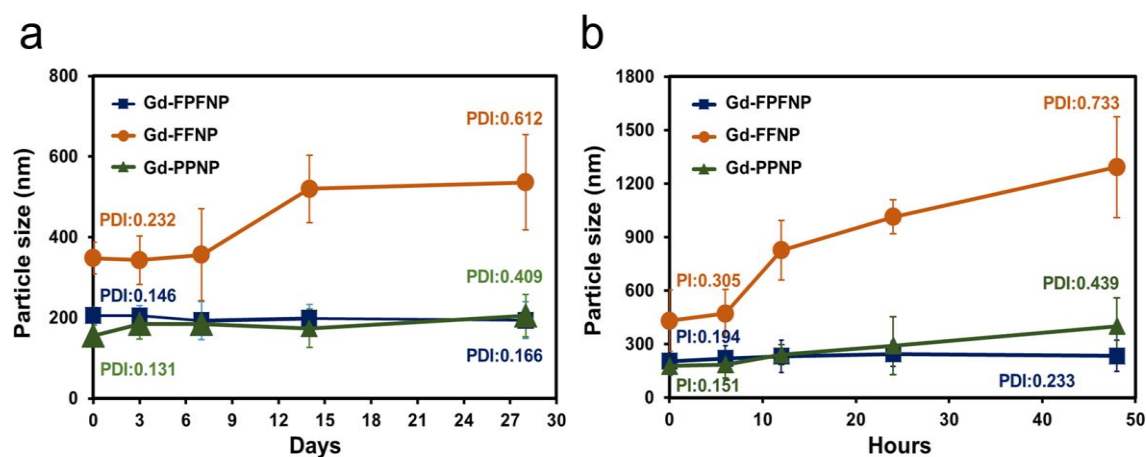 a
800
600
400
200
0
Particle size (nm)
Gd-FPFNP
Gd-FFNP
Gd-PPNP
PDI:0.612
PDI:0.232
PDI:0.146
PDI:0.409
PDI:0.131
PDI:0.166
0 3 6 9 12 15 18 21 24 27 30
Days
b
1800
1500
1200
900
600
300
0
Particle size (nm)
Gd-FPFNP
Gd-FFNP
Gd-PPNP
PDI:0.733
PI:0.305
PDI:0.439
PI:0.194
PI:0.151
PDI:0.233
0 10 20 30 40 50
Hours